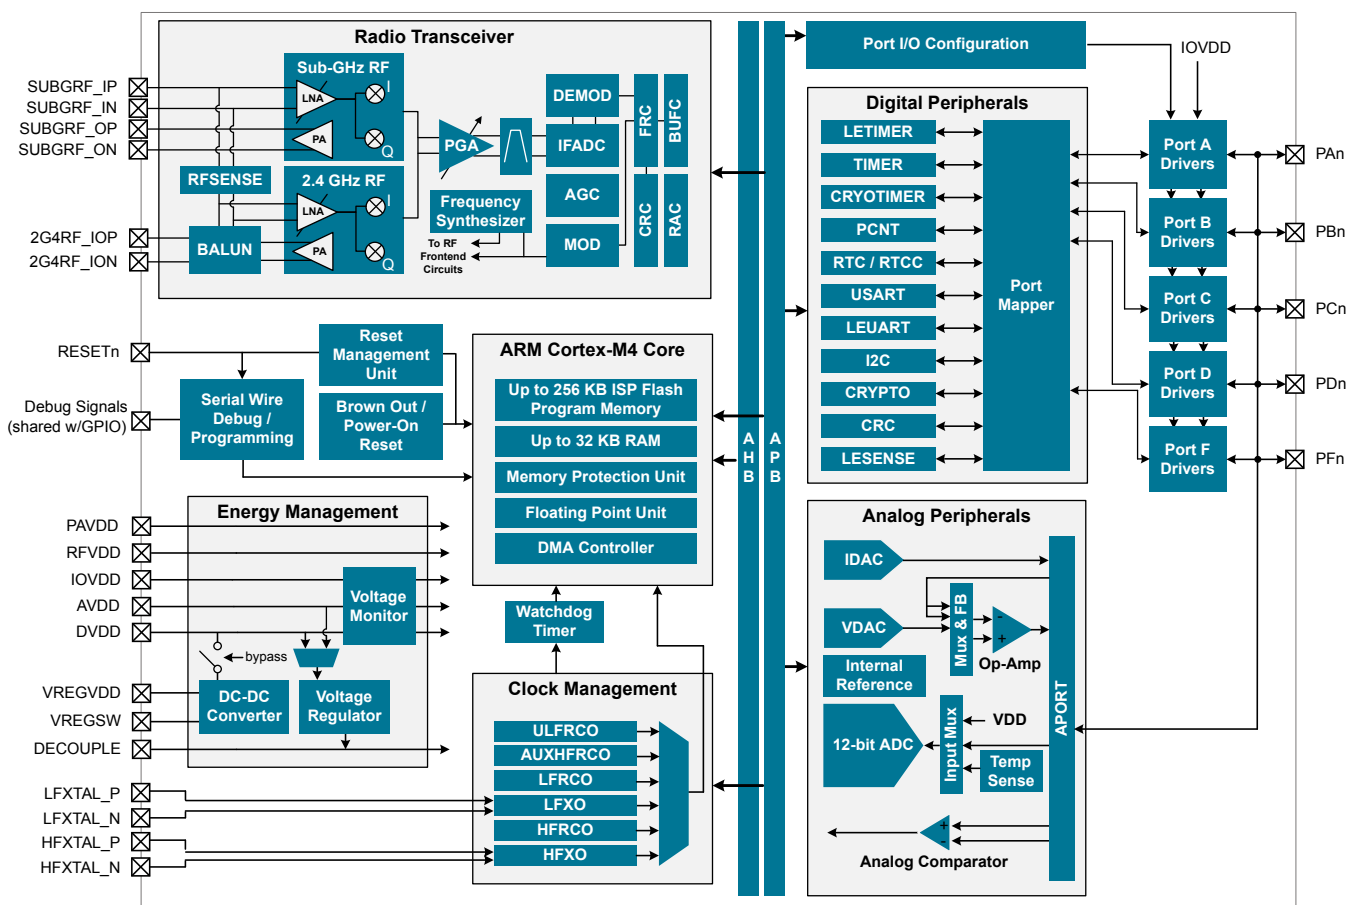 Radio Transceiver
SUBGRF_IP
SUBGRF_IN
SUBGRF_OP
SUBGRF_ON
2G4RF_IOP
2G4RF_ION
Sub-GHz RF
LNA
I
PA
Q
RFSENSE
2.4 GHz RF
LNA
I
PA
Q
BALUN
PGA
Frequency
Synthesizer
To RF
Frontend
Circuits
DEMOD
IFADC
AGC
MOD
FRC
BUFC
CRC
RAC
RESETn
Debug Signals
(shared w/GPIO)
Reset
Management
Unit
Serial Wire
Debug /
Programming
Brown Out /
Power-On
Reset
ARM Cortex-M4 Core
Up to 256 KB ISP Flash
Program Memory
Up to 32 KB RAM
Memory Protection Unit
Floating Point Unit
DMA Controller
Watchdog
Timer
Energy Management
PAVDD
RFVDD
IOVDD
AVDD
DVDD
VREGVDD
VREGSW
DECOUPLE
Voltage
Monitor
bypass
DC-DC
Converter
Voltage
Regulator
LFXTAL_P
LFXTAL_N
HFXTAL_P
HFXTAL_N
Clock Management
ULFRCO
AUXHFRCO
LFRCO
LFXO
HFRCO
HFXO
AHB
APB
Port I/O Configuration
IOVDD
Digital Peripherals
LETIMER
TIMER
CRYOTIMER
PCNT
RTC / RTCC
USART
LEUART
I2C
CRYPTO
CRC
LESENSE
Port
Mapper
Port A
Drivers
Port B
Drivers
Port C
Drivers
Port D
Drivers
Port F
Drivers
PAn
PBn
PCn
PDn
PFn
Analog Peripherals
IDAC
VDAC
Mux & FB
-
+
Op-Amp
Internal
Reference
12-bit ADC
Input Mux
VDD
Temp
Sense
+
-
Analog Comparator
APORT